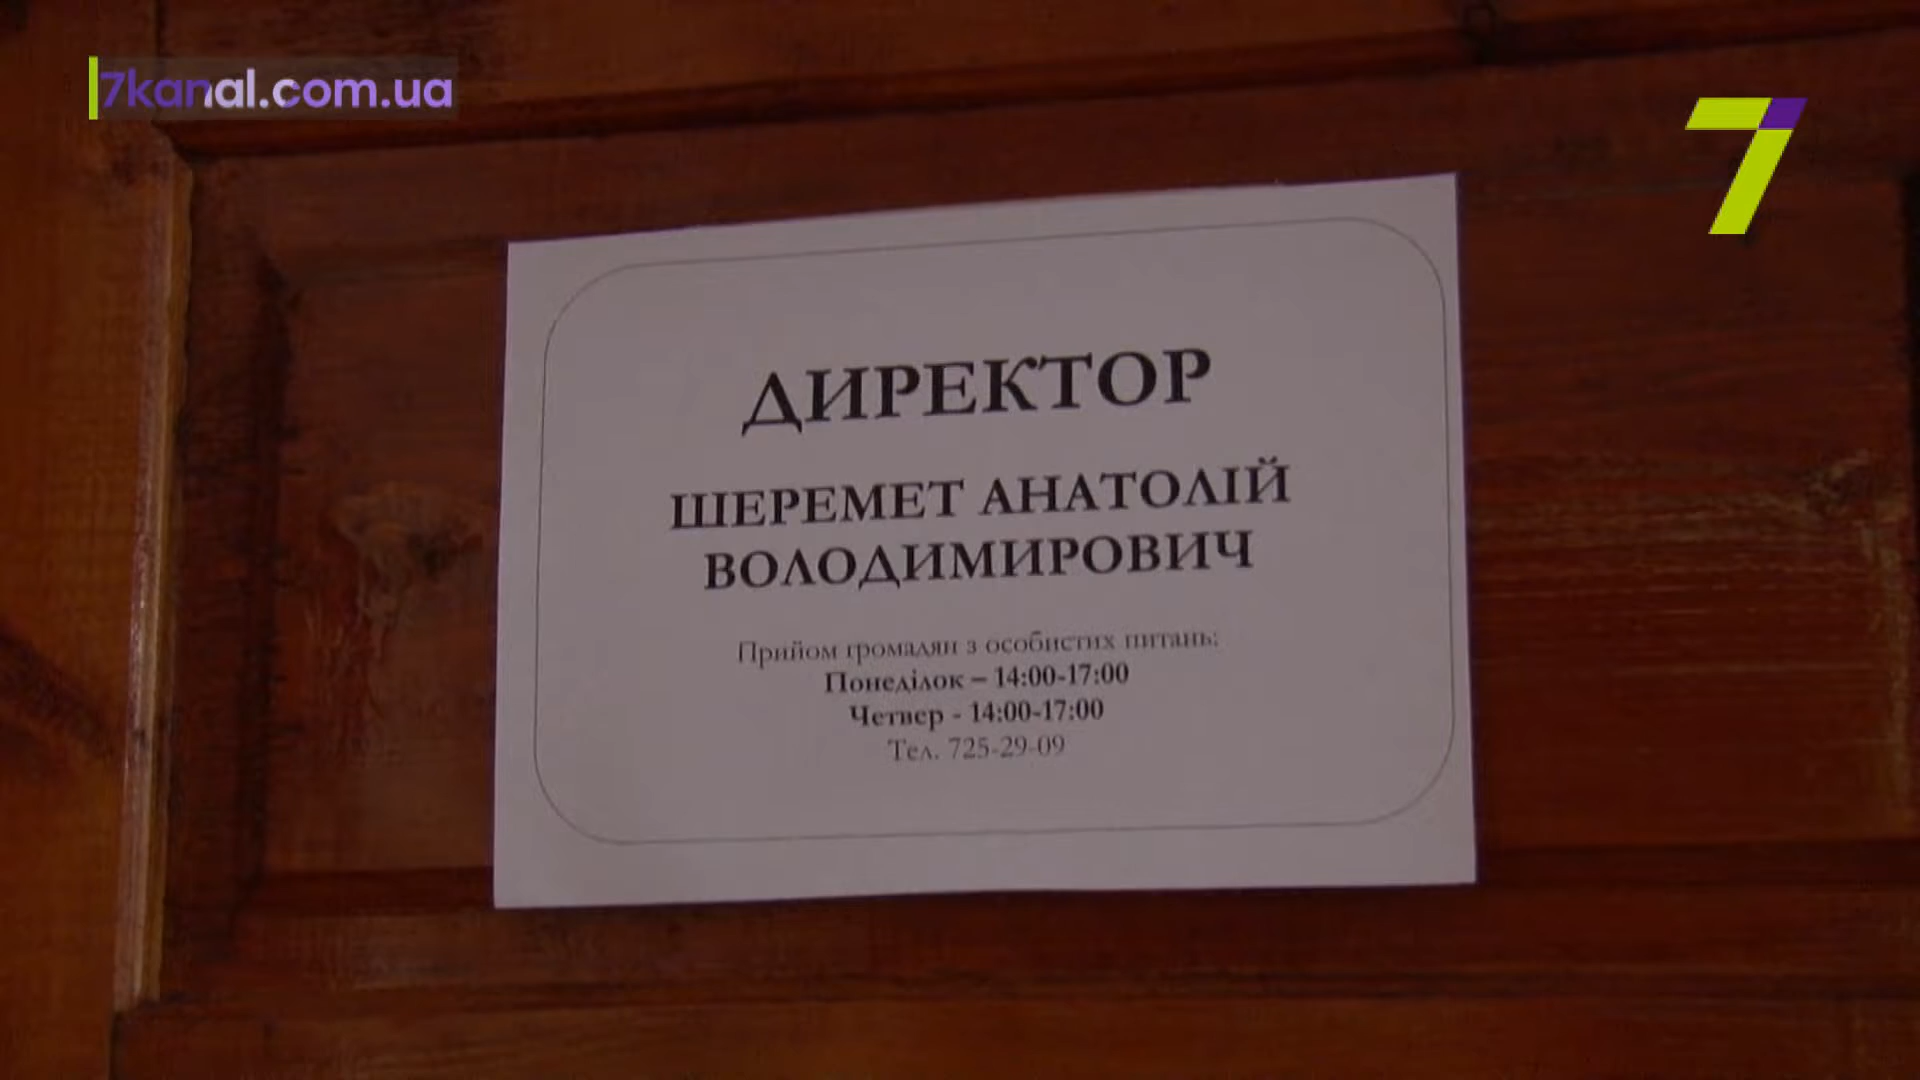 7kanal.com.ua
7
ДИРЕКТОР
ШЕРЕМЕТ АНАТОЛІЙ
ВОЛОДИМИРОВИЧ
Прийом громадян з особистих питань:
Понеділок – 14:00-17:00
Четвер - 14:00-17:00
Тел. 725-29-09